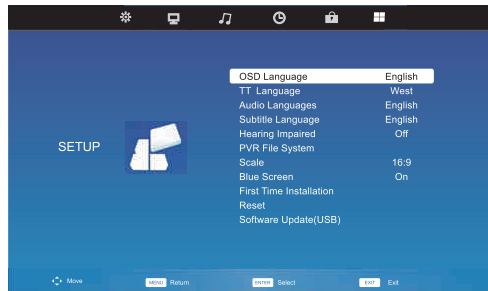 OSD Language English
TT Language West
Audio Languages English
Subtitle Language English
Hearing Impaired Off
SETUP
PVR File System
Scale 16:9
Blue Screen On
First Time Installation
Reset
Software Update(USB)
Move MENU Return ENTER Select EXIT Exit